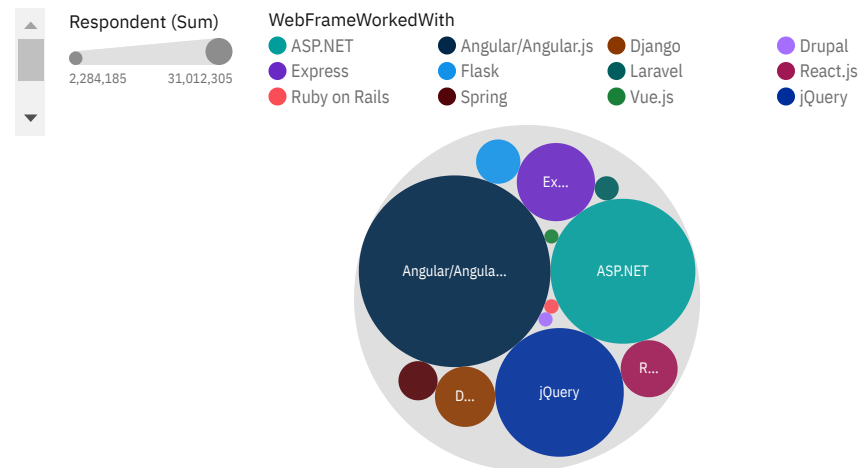 Respondent (Sum)
2,284,185 31,012,305
WebFrameWorkedWith
ASP.NET Angular/Angular.js Django Drupal
Express Flask Laravel React.js
Ruby on Rails Spring Vue.js jQuery
Ex...
Angular/Angula... ASP.NET
R...
D... jQuery